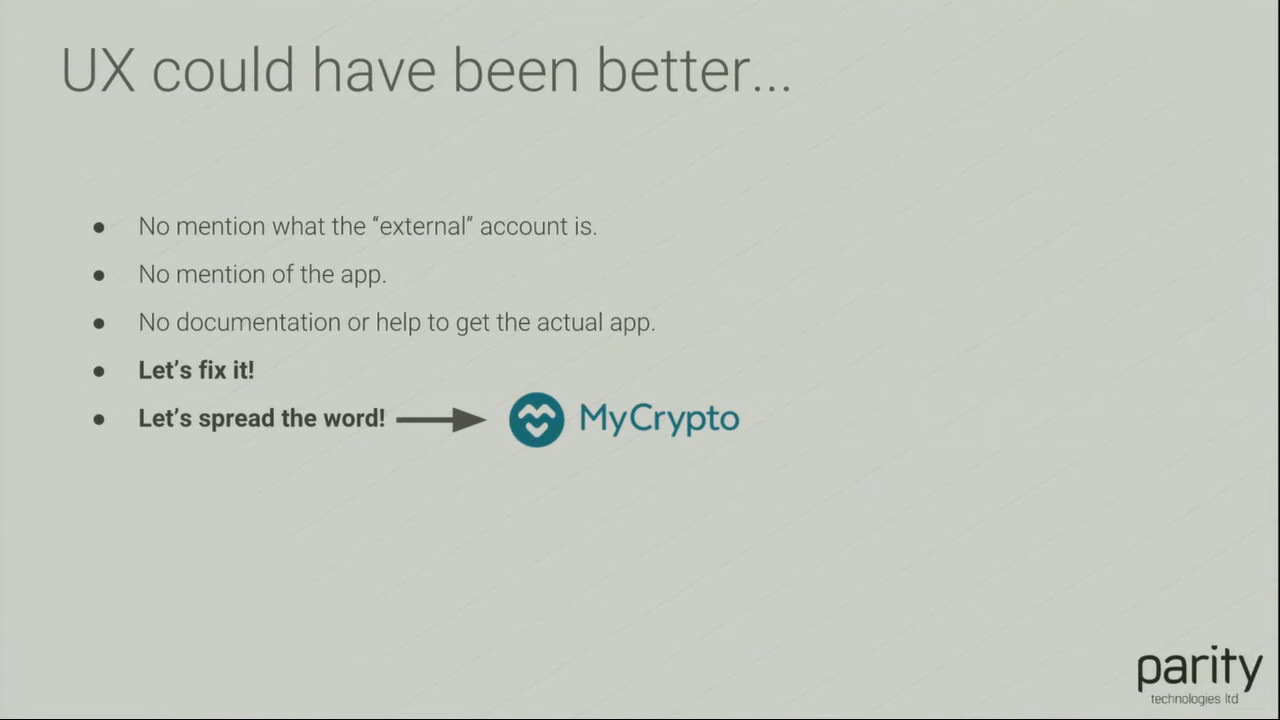 UX could have been better...
● No mention what the “external” account is.
● No mention of the app.
● No documentation or help to get the actual app.
● Let’s fix it!
● Let’s spread the word! MyCrypto
parity
technologies ltd